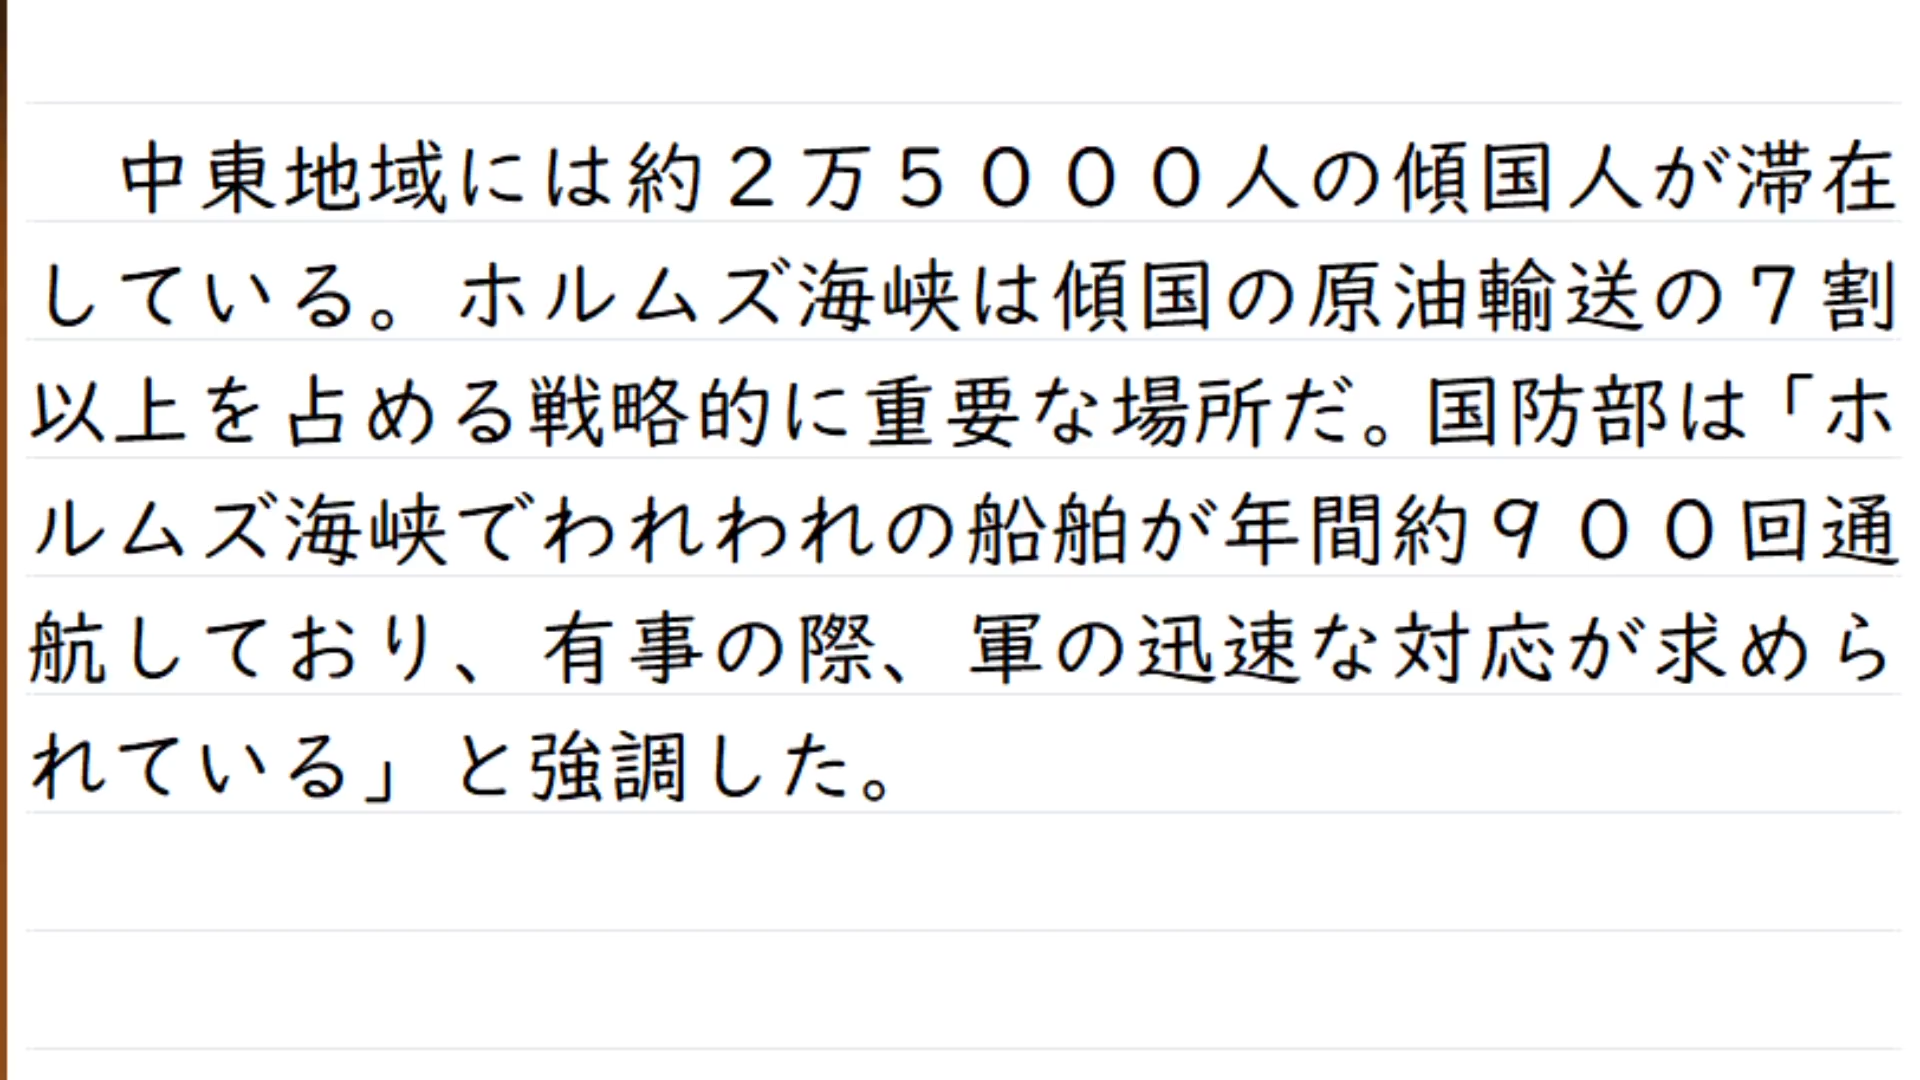 中東地域には約２万５０００人の傾国人が滞在
している。ホルムズ海峡は傾国の原油輸送の７割
以上を占める戦略的に重要な場所だ。国防部は「ホ
ルムズ海峡でわれわれの船舶が年間約９００回通
航しており、有事の際、軍の迅速な対応が求めら
れている」と強調した。